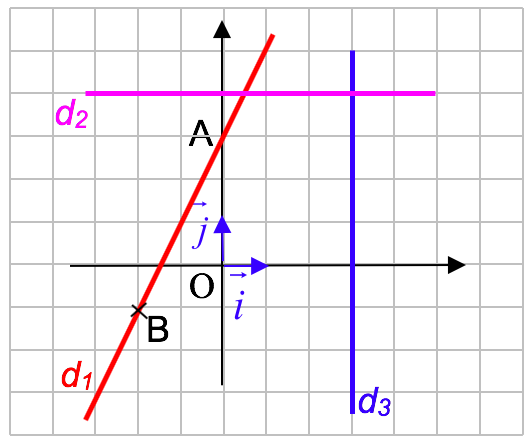 d₂
A
j⃗
O
i⃗
B
d₁
d₃